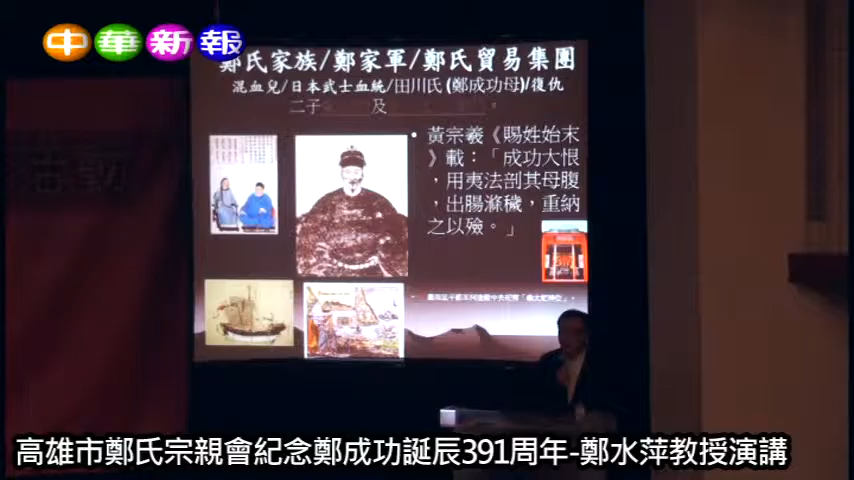 中華新報
鄭氏家族/鄭家軍/鄭氏貿易集團
混血兒/日本武士血統/田川氏 (鄭成功母)/復仇
二子 及 。
• 黃宗羲《賜姓始末
》載：「成功大恨
，用夷法剖其母腹
，出腸滌穢，重納
之以殮。」
高雄市鄭氏宗親會紀念鄭成功誕辰391周年-鄭水萍教授演講